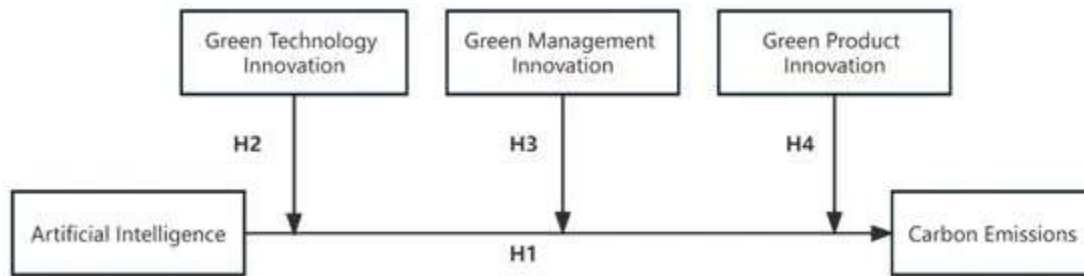 Green Technology
Innovation
Green Management
Innovation
Green Product
Innovation
H2
H3
H4
Artificial Intelligence
H1
Carbon Emissions